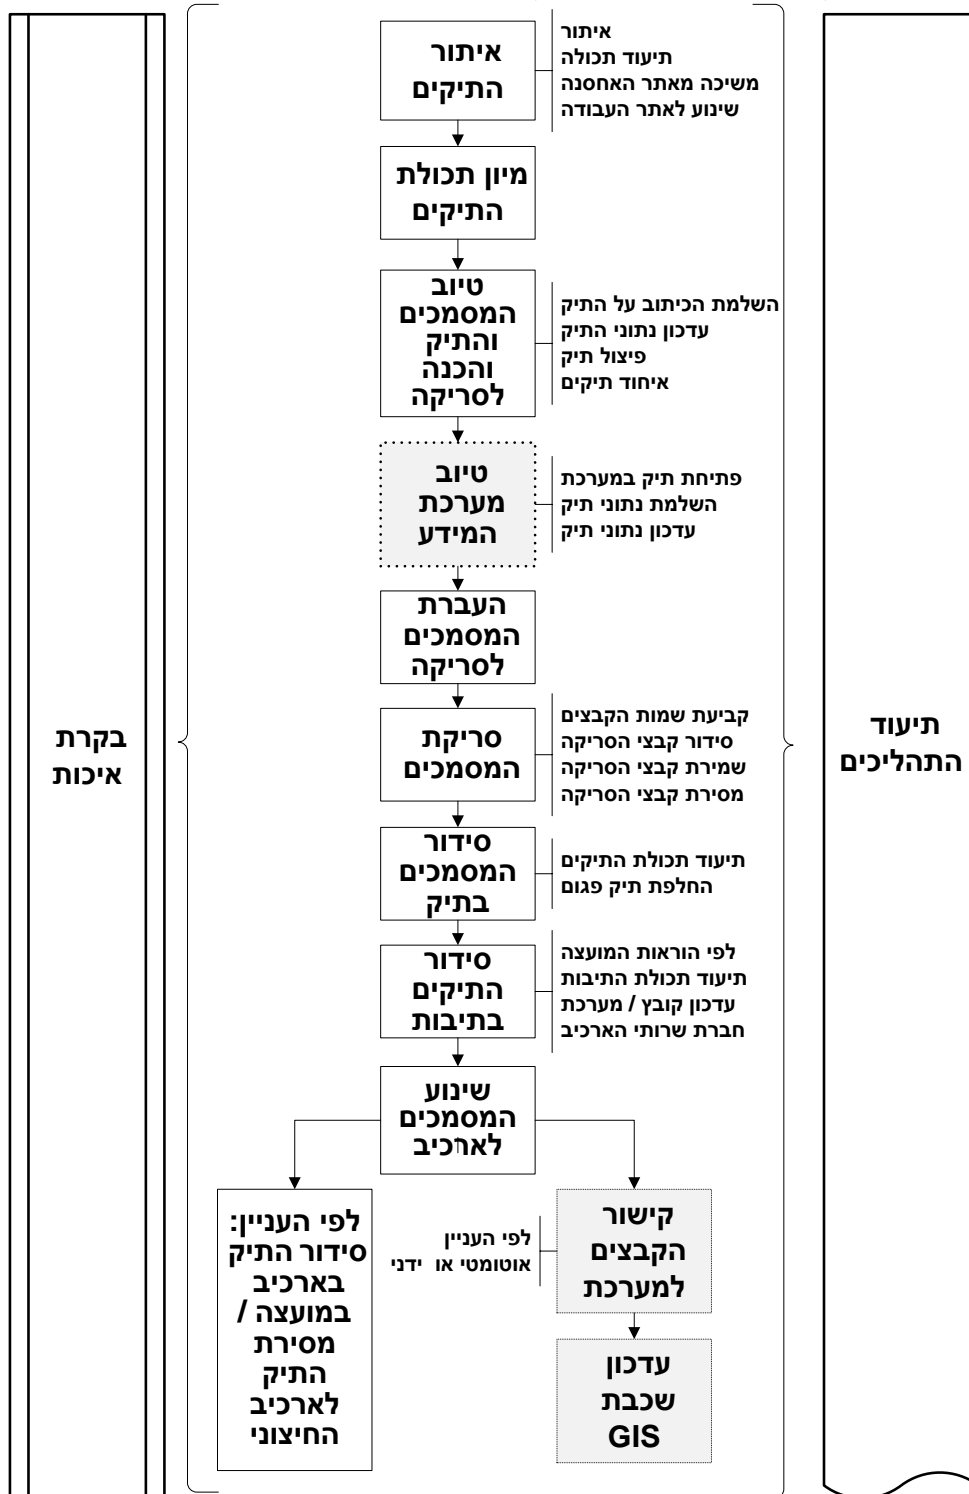 איתור
התיקים
איתור
תיעוד תכולה
משיכה מאתר האחסנה
שינוע לאתר העבודה
מיון תכולת
התיקים
טיוב
המסמכים
והתיק
והכנה
לסריקה
השלמת הכיתוב על התיק
עדכון נתוני התיק
פיצול תיק
איחוד תיקים
טיוב
מערכת
המידע
פתיחת תיק במערכת
השלמת נתוני תיק
עדכון נתוני תיק
העברת
המסמכים
לסריקה
סריקת
המסמכים
קביעת שמות הקבצים
סידור קבצי הסריקה
שמירת קבצי הסריקה
מסירת קבצי הסריקה
תיעוד
התהליכים
בקרת
איכות
סידור
המסמכים
בתיק
תיעוד תכולת התיקים
החלפת תיק פגום
סידור
התיקים
בתיבות
לפי הוראות המועצה
תיעוד תכולת התיבות
עדכון קובץ / מערכת
חברת שרותי הארכיב
שינוע
המסמכים
לארכיב
קישור
הקבצים
למערכת
לפי העניין
אוטומטי או ידני
לפי העניין:
סידור התיק
בארכיב
במועצה /
מסירת
התיק
לארכיב
החיצוני
עדכון
שכבת
GIS